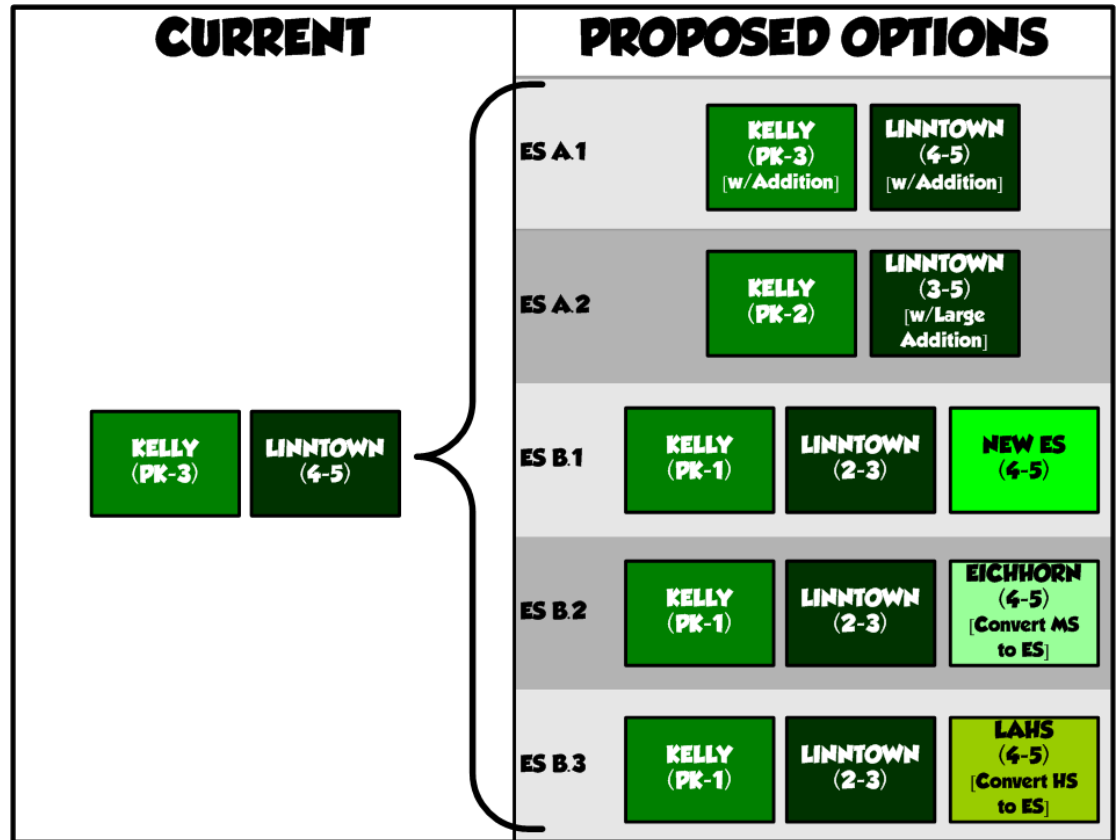 CURRENT
PROPOSED OPTIONS
ES A.1
KELLY
(PK-3)
[w/Addition]
LINNTOWN
(4-5)
[w/Addition]
ES A.2
KELLY
(PK-2)
LINNTOWN
(3-5)
[w/Large
Addition]
KELLY
(PK-3)
LINNTOWN
(4-5)
ES B.1
KELLY
(PK-1)
LINNTOWN
(2-3)
NEW ES
(4-5)
ES B.2
KELLY
(PK-1)
LINNTOWN
(2-3)
EICHHORN
(4-5)
[Convert MS
to ES]
ES B.3
KELLY
(PK-1)
LINNTOWN
(2-3)
LAHS
(4-5)
[Convert HS
to ES]